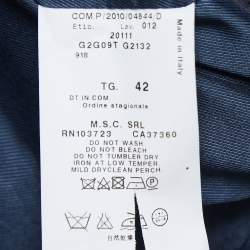 COM.P/2010/04844/D
Etic. Lav. 012
20111
G2G09T G2132
918
Made in Italy
TG. 42
DT IN COM
Ordine stagionale
M.S.C. SRL
RN103723 CA37360
DO NOT WASH
DO NOT BLEACH
DO NOT TUMBLER DRY
IRON AT LOW TEMPER
MILD DRYCLEAN PERCH